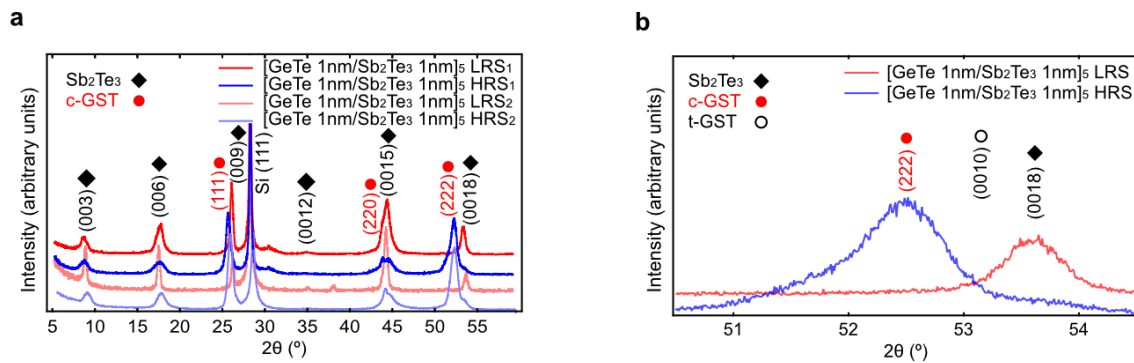 a
Intensity (arbitrary units)
Sb₂Te₃
c-GST
[GeTe 1nm/Sb₂Te₃ 1nm]₅ LRS₁
[GeTe 1nm/Sb₂Te₃ 1nm]₅ HRS₁
[GeTe 1nm/Sb₂Te₃ 1nm]₅ LRS₂
[GeTe 1nm/Sb₂Te₃ 1nm]₅ HRS₂
(003)
(006)
(111)
(009)
Si (111)
(0012)
(220)
(0015)
(222)
(0018)
5 10 15 20 25 30 35 40 45 50 55
2θ (º)
b
Intensity (arbitrary units)
Sb₂Te₃
c-GST
t-GST
[GeTe 1nm/Sb₂Te₃ 1nm]₅ LRS
[GeTe 1nm/Sb₂Te₃ 1nm]₅ HRS
(222)
(0010)
(0018)
51 52 53 54
2θ (º)